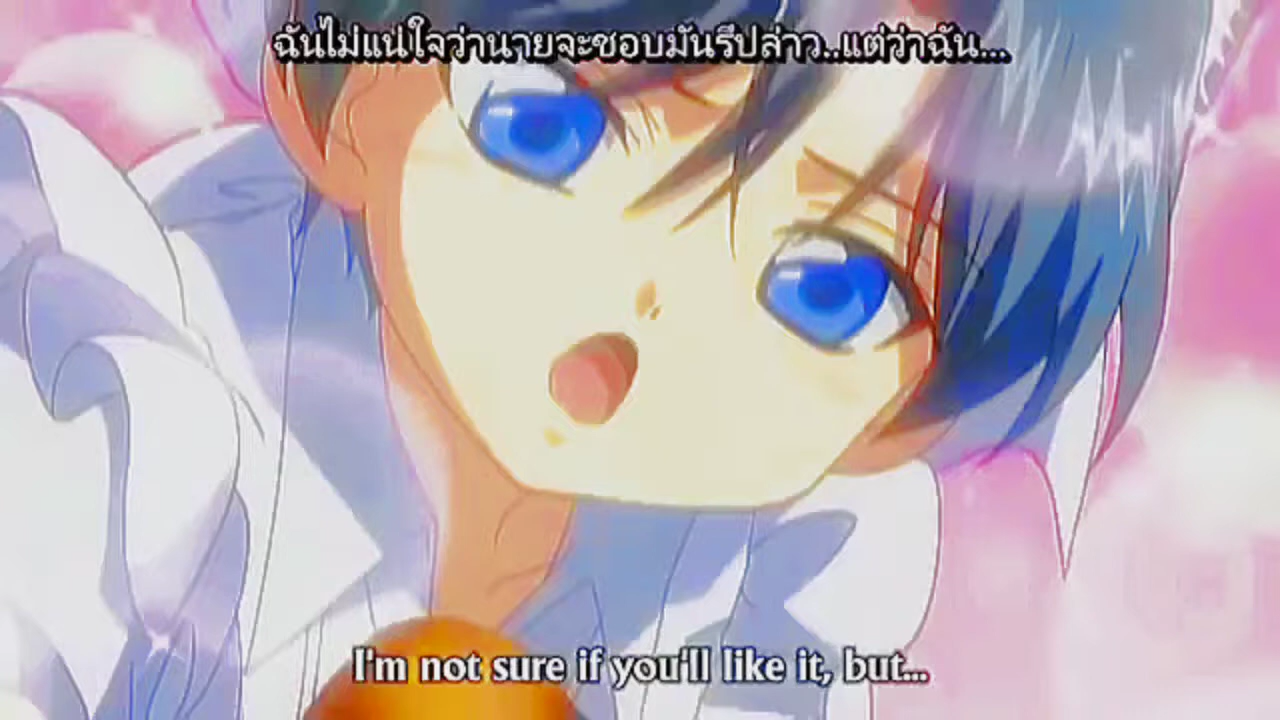 ฉันไม่แน่ใจว่านายจะชอบมันรึปล่าว..แต่ว่าฉัน...
I'm not sure if you'll like it, but...